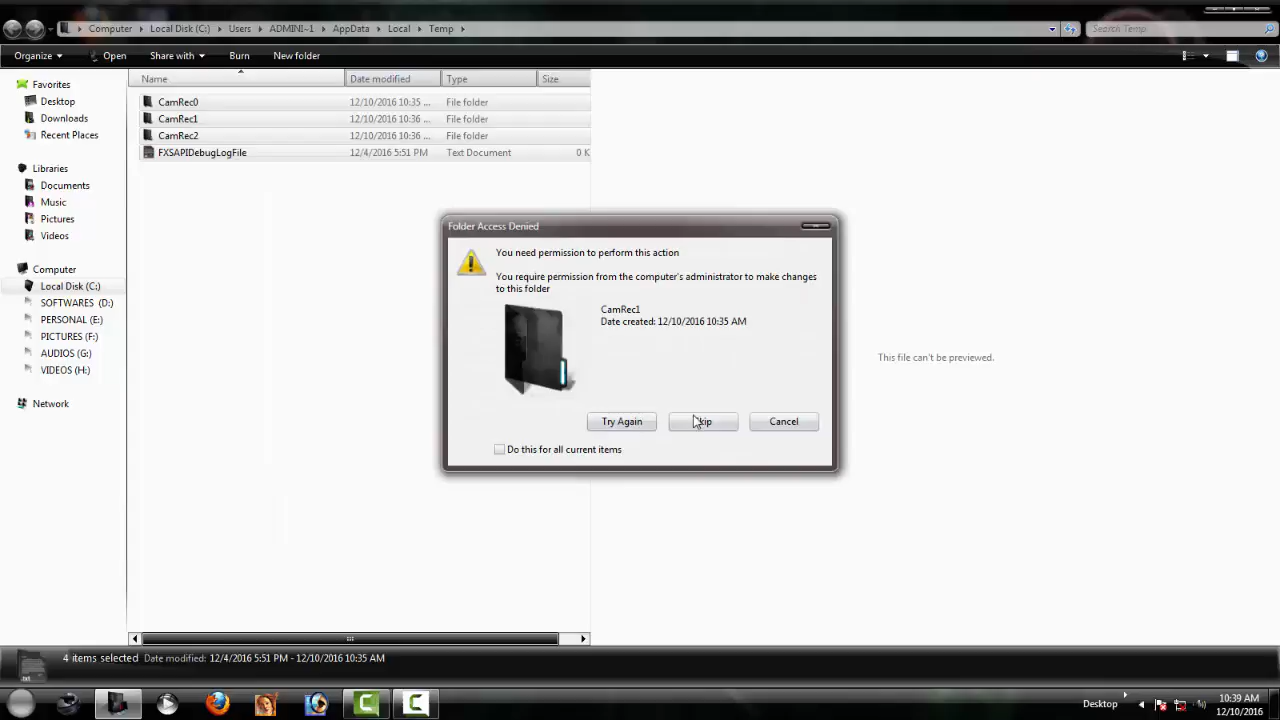 Computer Local Disk (C:) Users ADMINI~1 AppData Local Temp
Search Temp
Organize Open Share with Burn New folder
Name Date modified Type Size
Favorites
Desktop
Downloads
Recent Places
Libraries
Documents
Music
Pictures
Videos
Computer
Local Disk (C:)
SOFTWARES (D:)
PERSONAL (E:)
PICTURES (F:)
AUDIOS (G:)
VIDEOS (H:)
Network
CamRec0 12/10/2016 10:35 ... File folder
CamRec1 12/10/2016 10:36 ... File folder
CamRec2 12/10/2016 10:36 ... File folder
FXSAPIDebugLogFile 12/4/2016 5:51 PM Text Document 0 K
Folder Access Denied
You need permission to perform this action
You require permission from the computer's administrator to make changes
to this folder
CamRec1
Date created: 12/10/2016 10:35 AM
Try Again Skip Cancel
Do this for all current items
This file can't be previewed.
4 items selected Date modified: 12/4/2016 5:51 PM - 12/10/2016 10:35 AM
.txt
Desktop
10:39 AM
12/10/2016